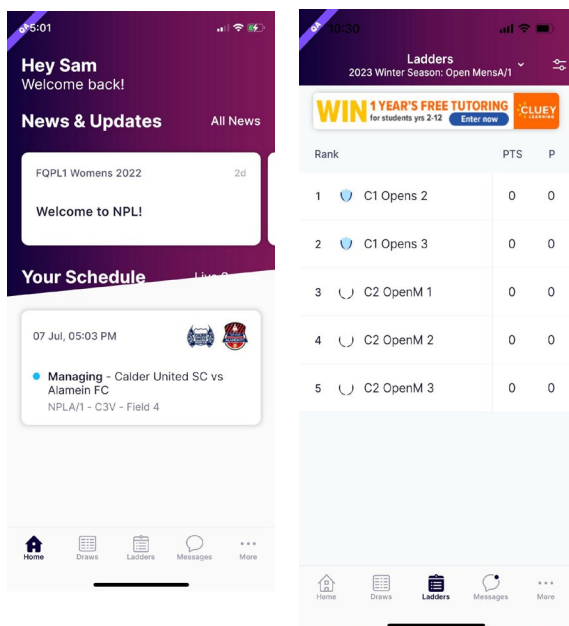 QA
5:01
Hey Sam
Welcome back!
News & Updates
All News
FQPL1 Womens 2022
2d
Welcome to NPL!
Your Schedule
07 Jul, 05:03 PM
Managing - Calder United SC vs
Alamein FC
NPLA/1 - C3V - Field 4
Home
Draws
Ladders
Messages
More
QA
10:30
Ladders
2023 Winter Season: Open MensA/1
WIN 1 YEAR'S FREE TUTORING
for students yrs 2-12
Enter now
CLUEY
LEARNING
Rank
PTS
P
1 C1 Opens 2 0 0
2 C1 Opens 3 0 0
3 C2 OpenM 1 0 0
4 C2 OpenM 2 0 0
5 C2 OpenM 3 0 0
Home
Draws
Ladders
Messages
More